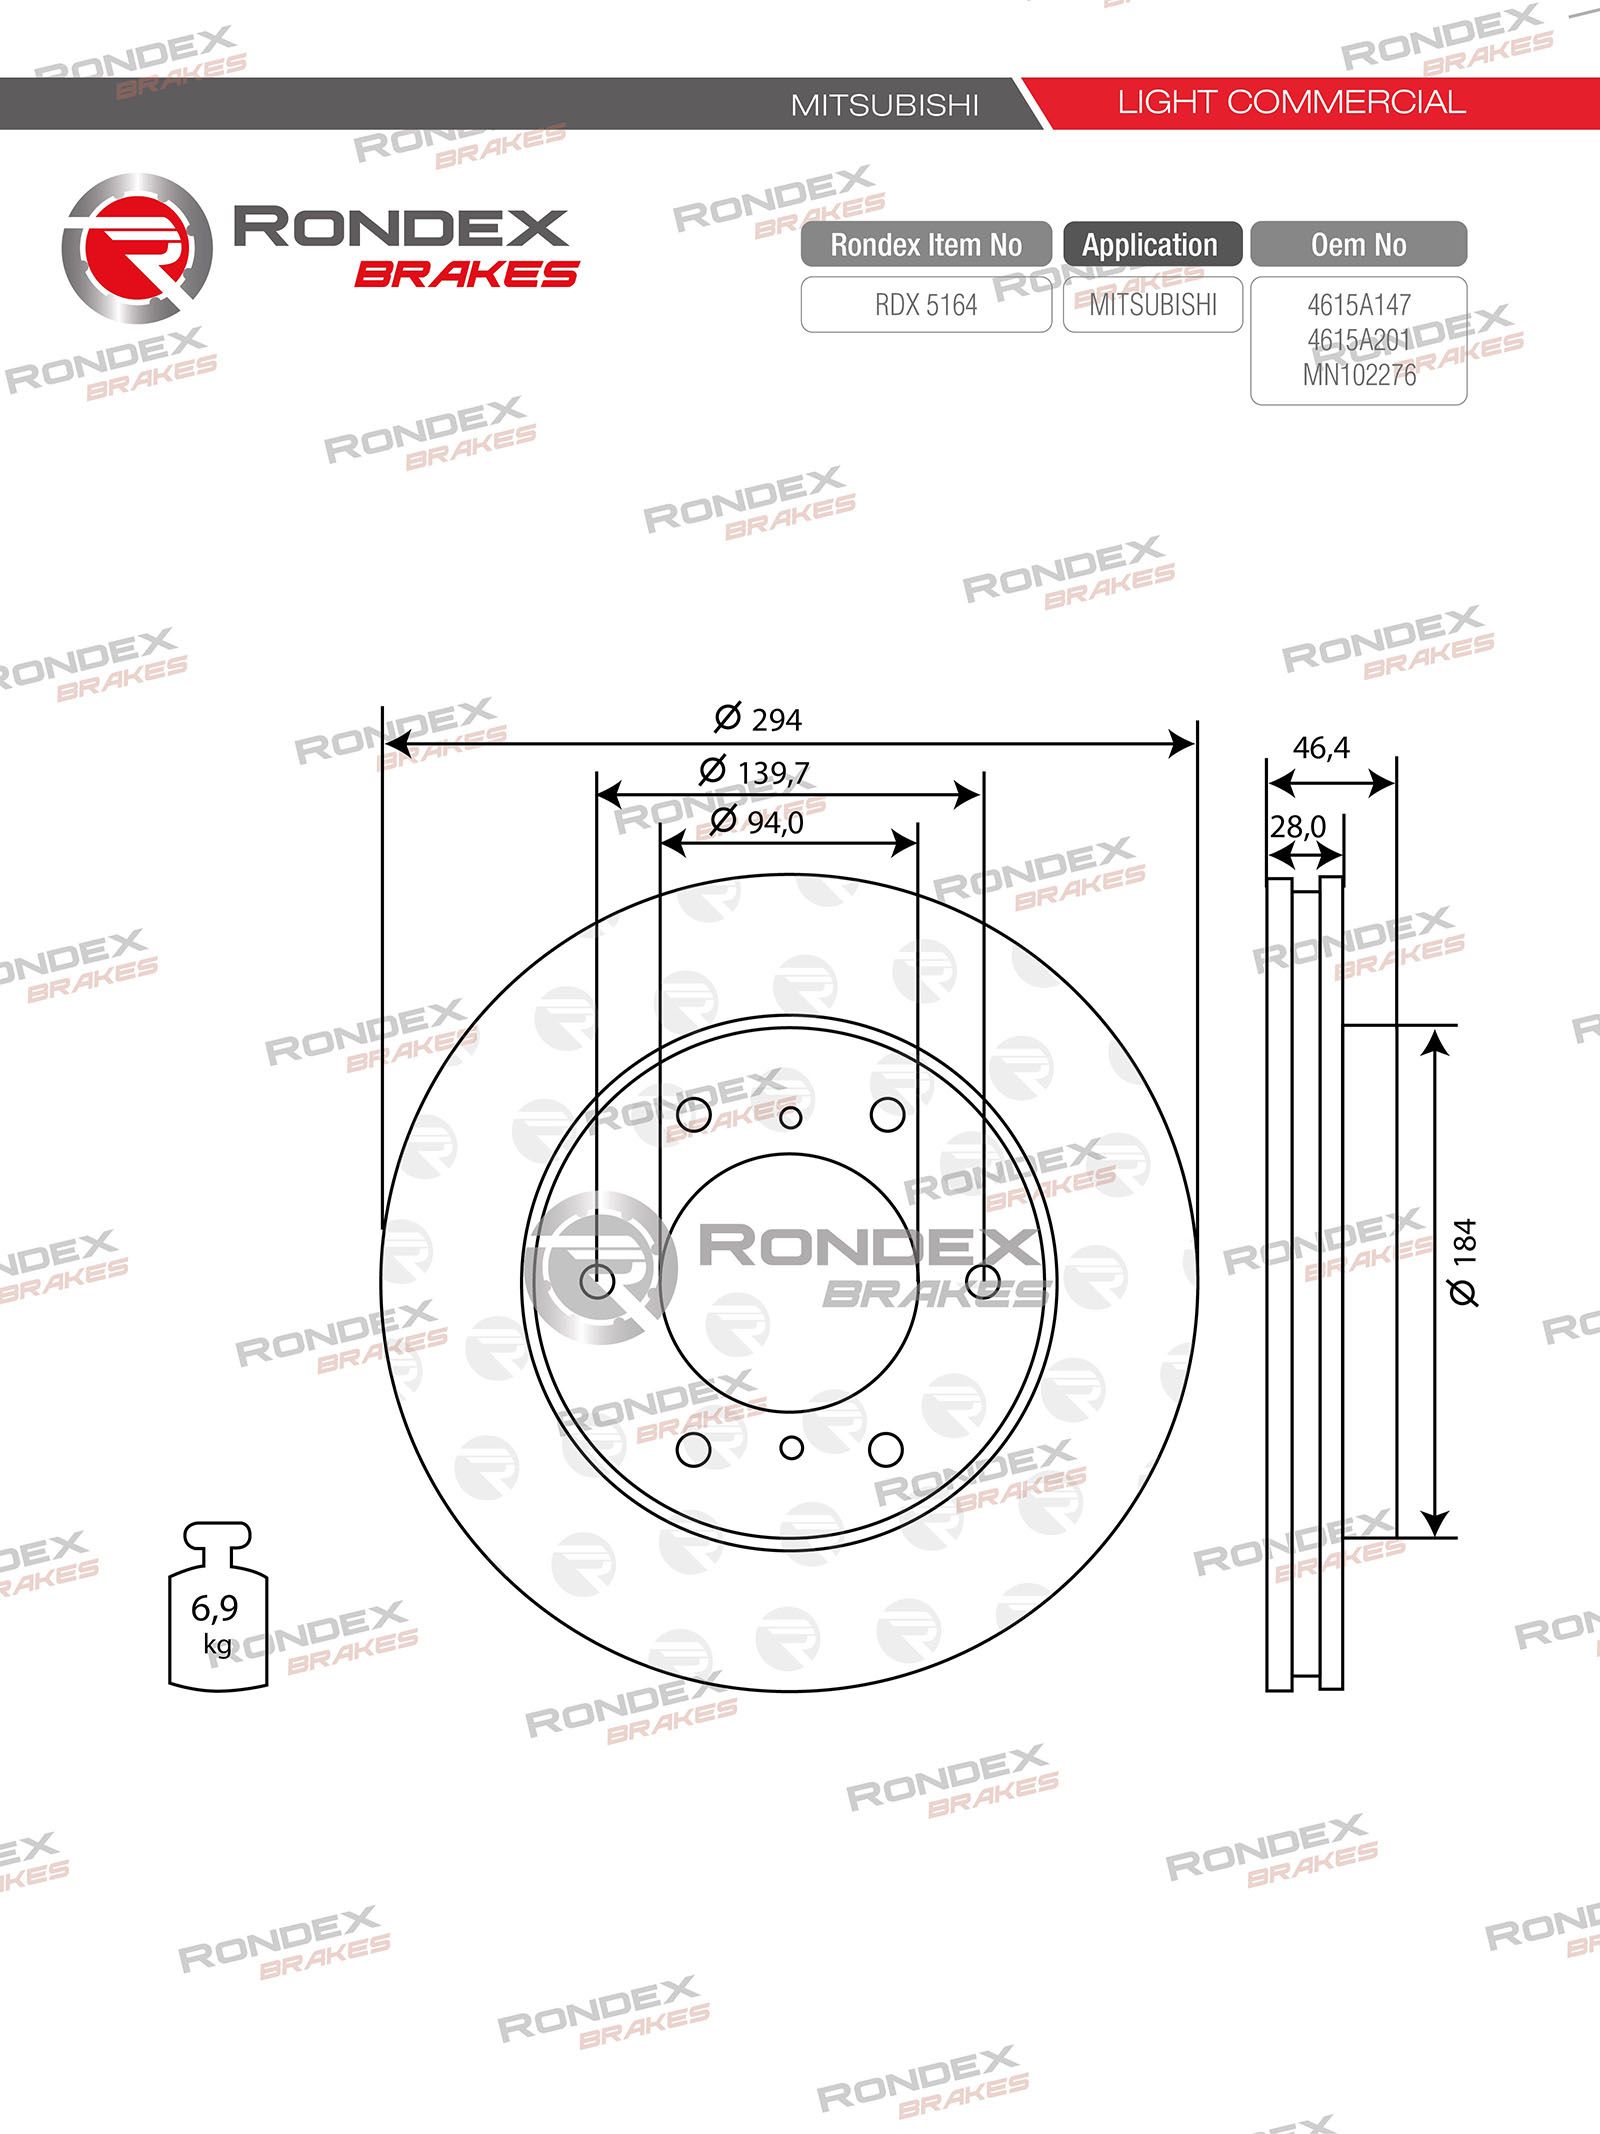 MITSUBISHI
LIGHT COMMERCIAL
RONDEX
BRAKES
Rondex Item No
Application
Oem No
RDX 5164
MITSUBISHI
4615A147
4615A201
MN102276
Ø 294
Ø 139,7
Ø 94,0
46,4
28,0
Ø 184
RONDEX
BRAKES
6,9
kg